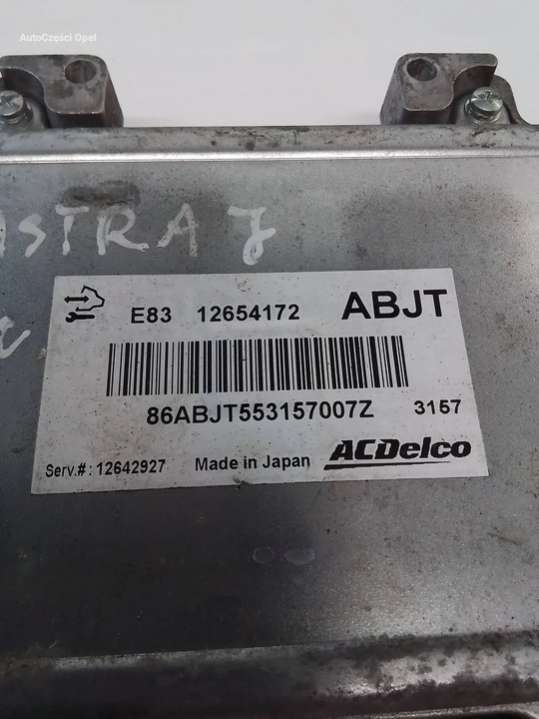 AutoCzęści Opel
ASTRA J
E83 12654172 ABJT
86ABJT553157007Z 3157
Serv.#: 12642927 Made in Japan ACDelco